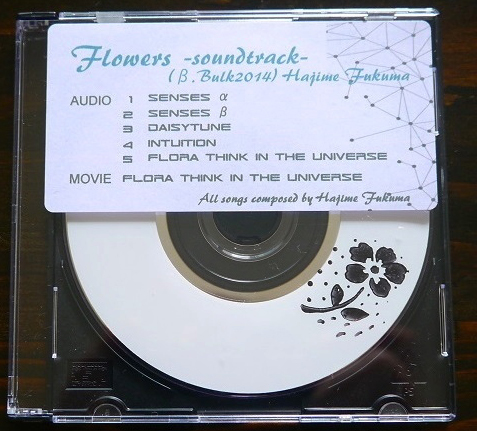 Flowers -soundtrack-
(β.Bulk2014) Hajime Fukuma
AUDIO 1 SENSES α
2 SENSES β
3 DAISYTUNE
4 INTUITION
5 FLORA THINK IN THE UNIVERSE
MOVIE FLORA THINK IN THE UNIVERSE
All songs composed by Hajime Fukuma